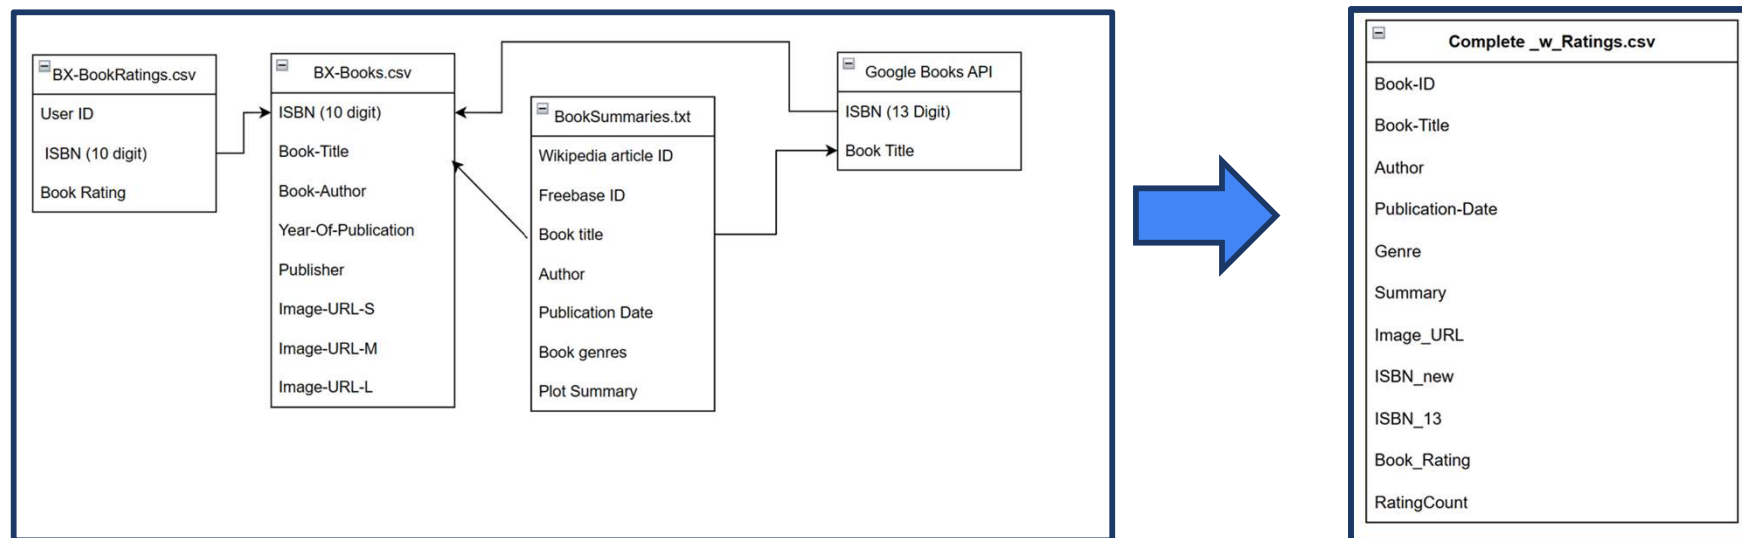 BX-BookRatings.csv
User ID
ISBN (10 digit)
Book Rating
BX-Books.csv
ISBN (10 digit)
Book-Title
Book-Author
Year-Of-Publication
Publisher
Image-URL-S
Image-URL-M
Image-URL-L
BookSummaries.txt
Wikipedia article ID
Freebase ID
Book title
Author
Publication Date
Book genres
Plot Summary
Google Books API
ISBN (13 Digit)
Book Title
Complete _w_Ratings.csv
Book-ID
Book-Title
Author
Publication-Date
Genre
Summary
Image_URL
ISBN_new
ISBN_13
Book_Rating
RatingCount